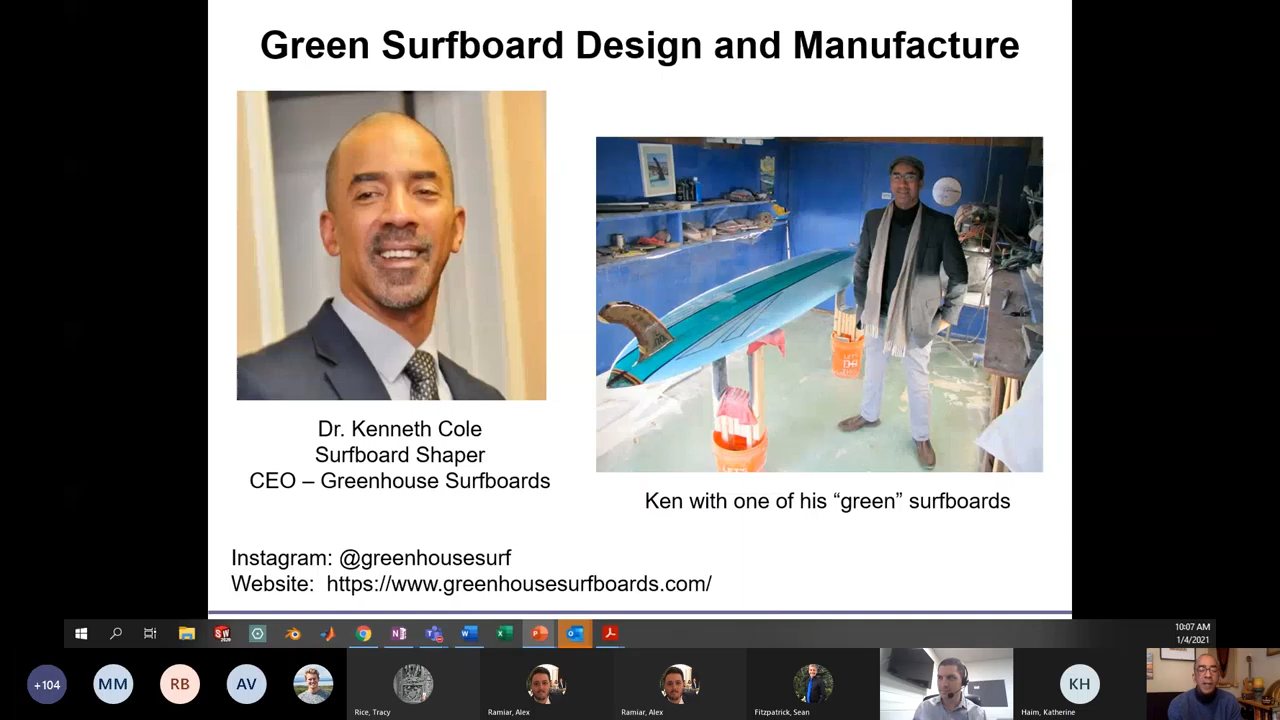 Green Surfboard Design and Manufacture
Dr. Kenneth Cole
Surfboard Shaper
CEO – Greenhouse Surfboards
Ken with one of his “green” surfboards
Instagram: @greenhousesurf
Website: https://www.greenhousesurfboards.com/
10:07 AM
1/4/2021
+104
MM
RB
AV
KH
Rice, Tracy
Ramiar, Alex
Ramiar, Alex
Fitzpatrick, Sean
Haim, Katherine